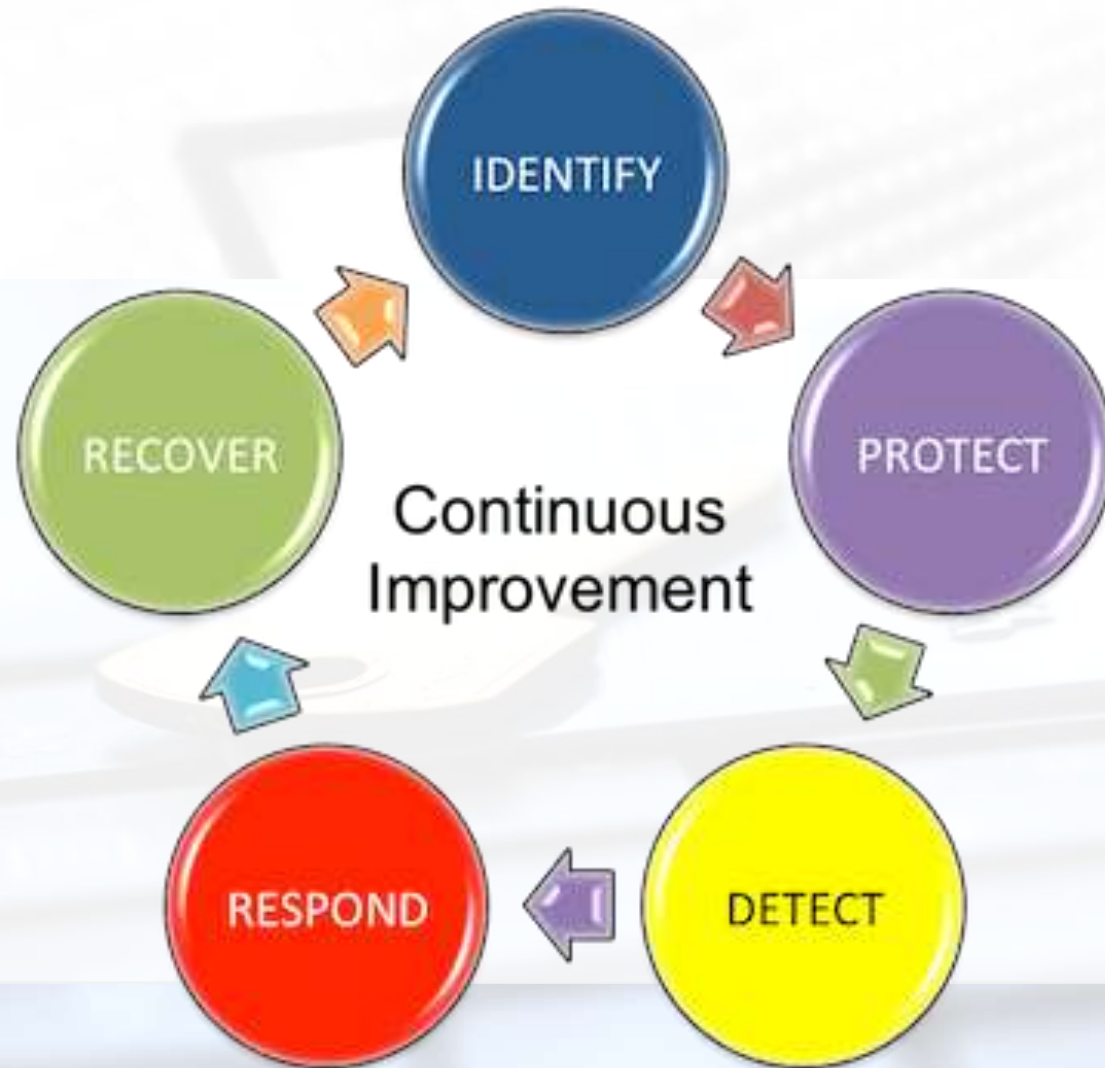 IDENTIFY
PROTECT
DETECT
RESPOND
RECOVER
Continuous
Improvement